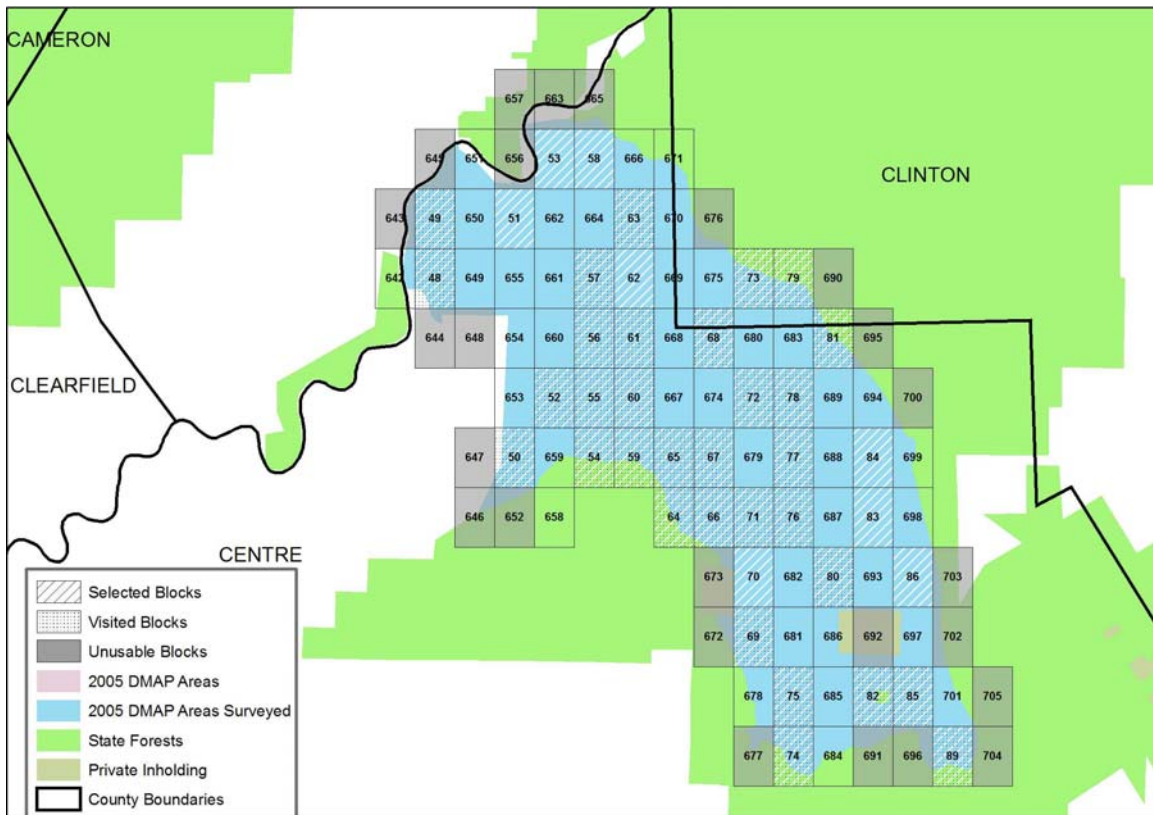 CAMERON
657 663 665
645 651 656 53 58 666 671
CLINTON
643 49 650 51 662 664 63 670 676
642 48 649 655 661 57 62 669 675 73 79 690
644 648 654 660 56 61 668 68 680 683 81 695
CLEARFIELD
653 52 55 60 667 674 72 78 689 694 700
647 50 659 54 59 65 67 679 77 688 84 699
646 652 658 64 66 71 76 687 83 698
CENTRE
673 70 682 80 693 86 703
672 69 681 686 692 697 702
678 75 685 82 85 701 705
677 74 684 691 696 89 704
Selected Blocks
Visited Blocks
Unusable Blocks
2005 DMAP Areas
2005 DMAP Areas Surveyed
State Forests
Private Inholding
County Boundaries